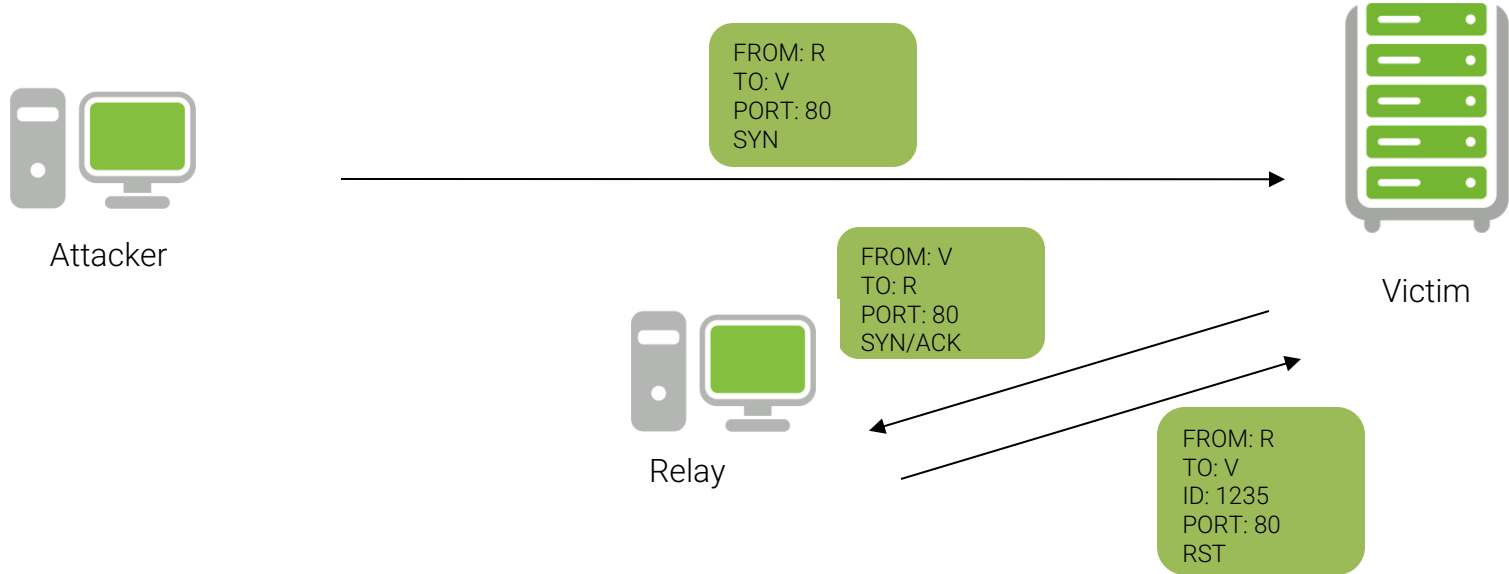 FROM: R
TO: V
PORT: 80
SYN
Attacker
FROM: V
TO: R
PORT: 80
SYN/ACK
Victim
Relay
FROM: R
TO: V
ID: 1235
PORT: 80
RST